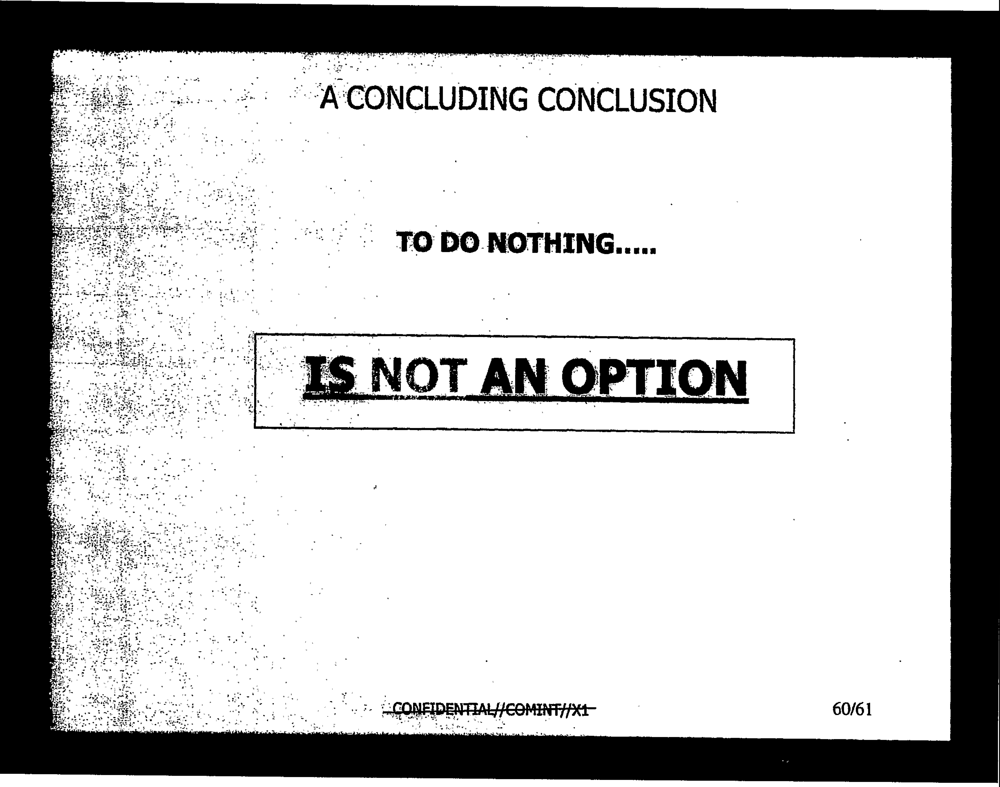 A CONCLUDING CONCLUSION
TO DO NOTHING.....
IS NOT AN OPTION
CONFIDENTIAL//COMINT//X1
60/61